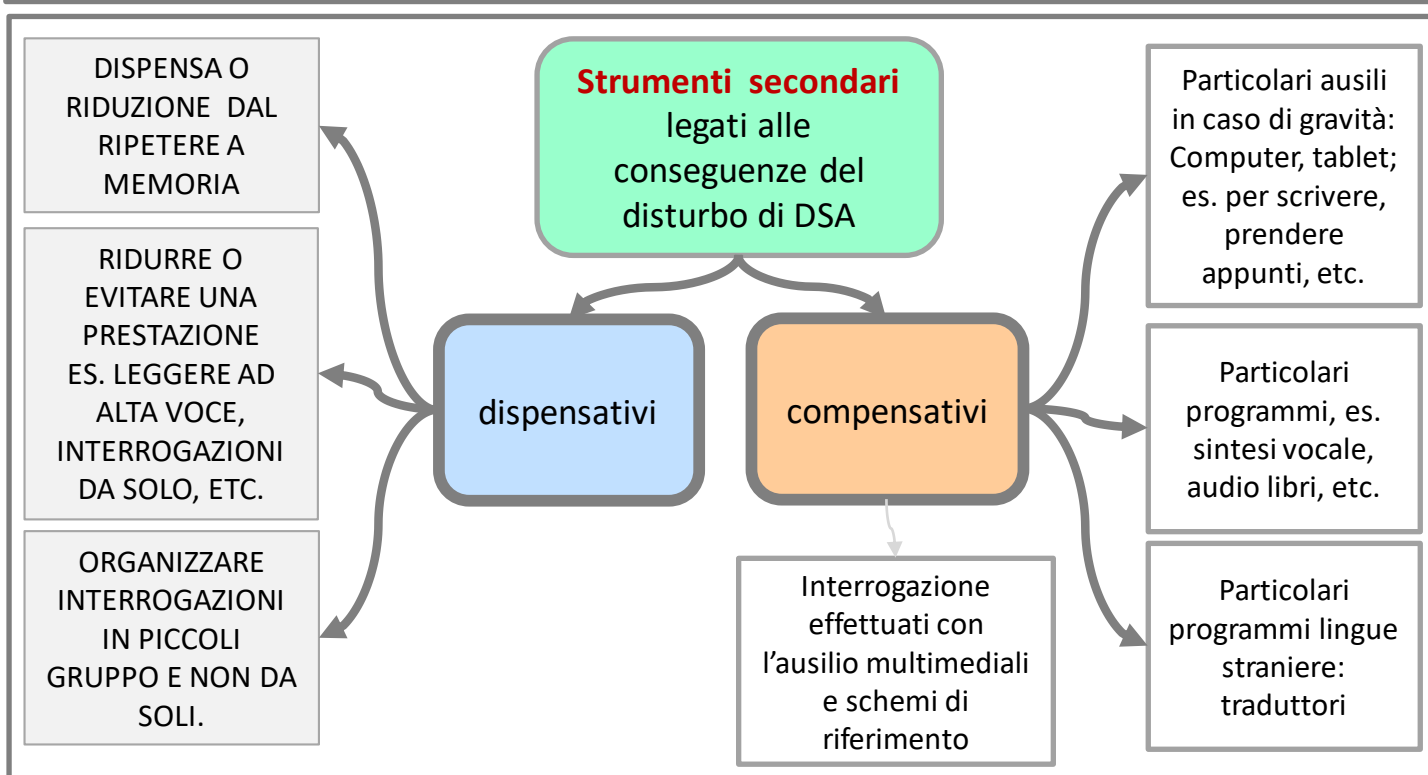 Strumenti secondari
legati alle
conseguenze del
disturbo di DSA
dispensativi
compensativi
DISPENSA O
RIDUZIONE DAL
RIPETERE A
MEMORIA
RIDURRE O
EVITARE UNA
PRESTAZIONE
ES. LEGGERE AD
ALTA VOCE,
INTERROGAZIONI
DA SOLO, ETC.
ORGANIZZARE
INTERROGAZIONI
IN PICCOLI
GRUPPO E NON DA
SOLI.
Interrogazione
effettuati con
l’ausilio multimediali
e schemi di
riferimento
Particolari ausili
in caso di gravità:
Computer, tablet;
es. per scrivere,
prendere
appunti, etc.
Particolari
programmi, es.
sintesi vocale,
audio libri, etc.
Particolari
programmi lingue
straniere:
traduttori